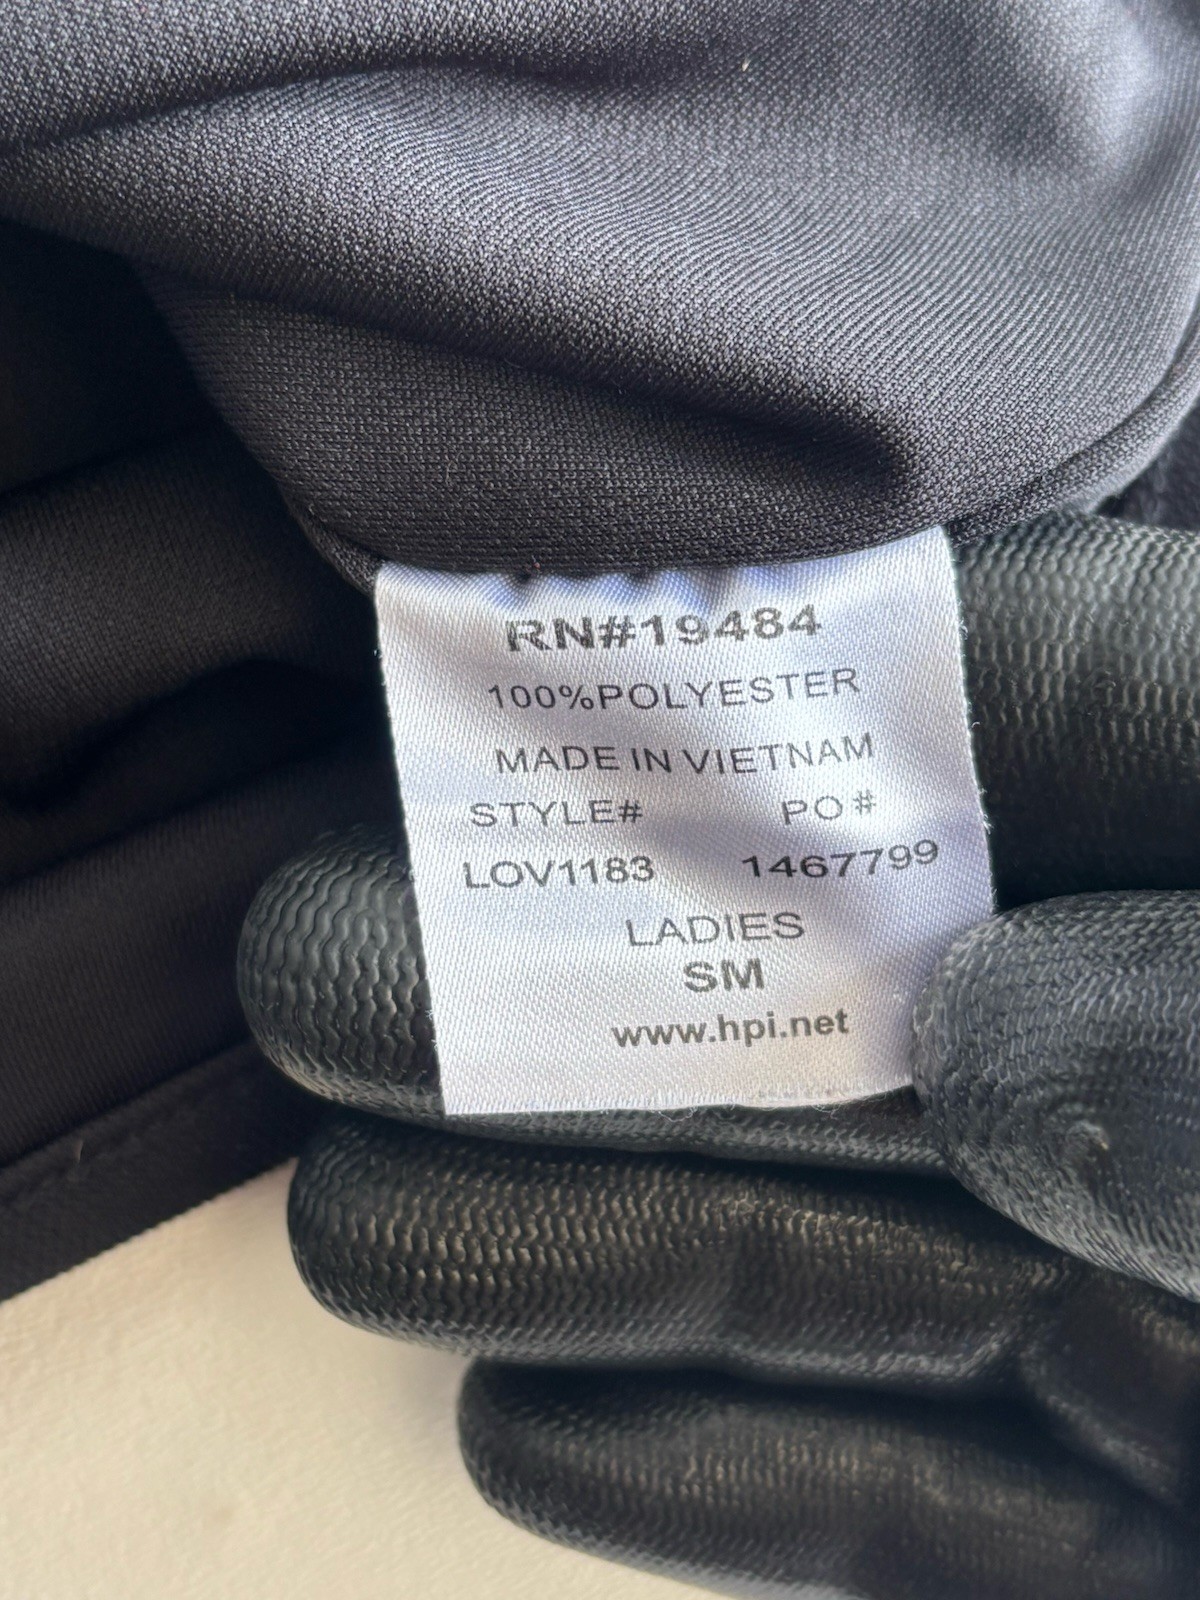 RN#19484
100%POLYESTER
MADE IN VIETNAM
STYLE# PO#
LOV1183 1467799
LADIES
SM
www.hpi.net